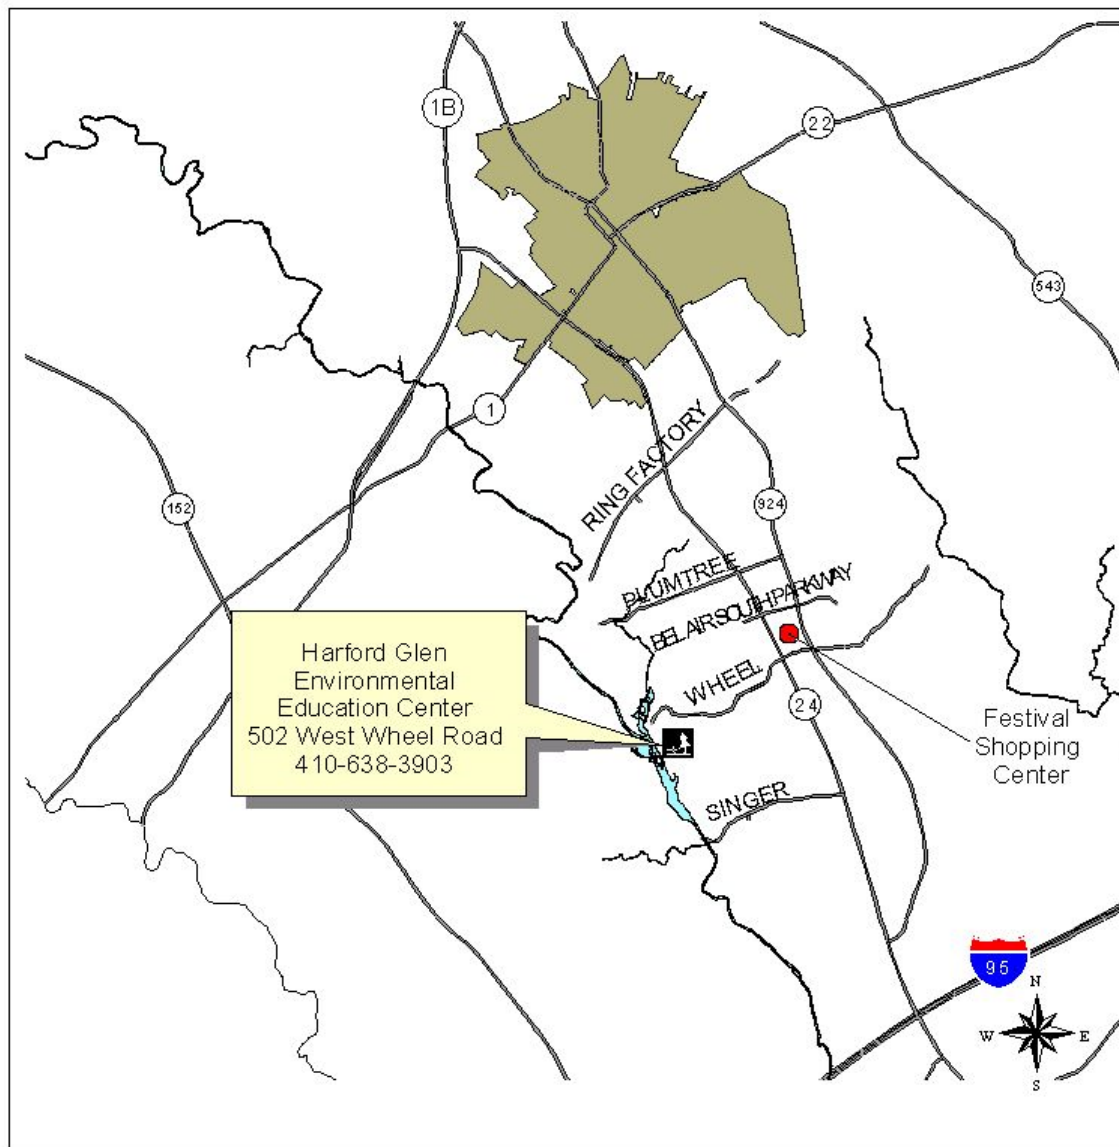 1B
22
543
1
RING FACTORY
152
924
PLUMTREE
BELAIR SOUTH PARKWAY
WHEEL
Harford Glen
Environmental
Education Center
502 West Wheel Road
410-638-3903
24
Festival
Shopping
Center
SINGER
95
N
W
E
S